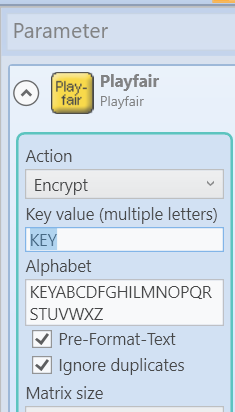 Parameter
Play-
fair
Playfair
Playfair
Action
Encrypt
Key value (multiple letters)
KEY
Alphabet
KEYABCDFGHILMNOPQR
STUVWXZ
Pre-Format-Text
Ignore duplicates
Matrix size